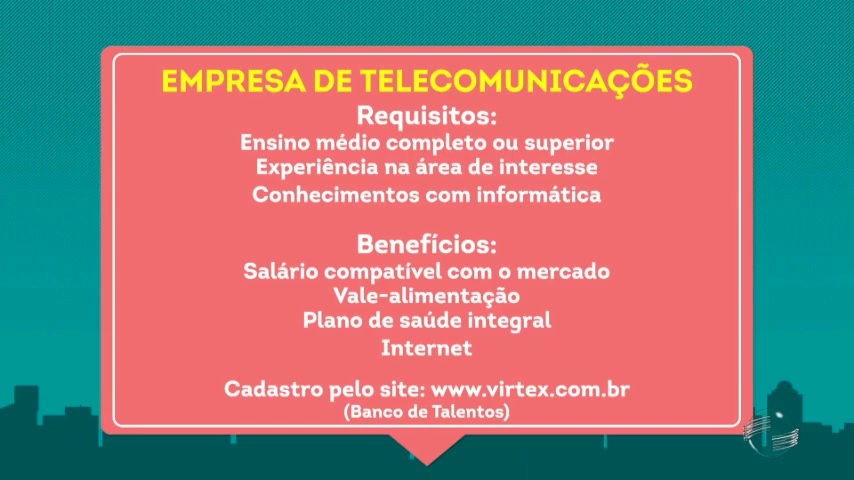 EMPRESA DE TELECOMUNICAÇÕES
Requisitos:
Ensino médio completo ou superior
Experiência na área de interesse
Conhecimentos com informática
Benefícios:
Salário compatível com o mercado
Vale-alimentação
Plano de saúde integral
Internet
Cadastro pelo site: www.virtex.com.br
(Banco de Talentos)